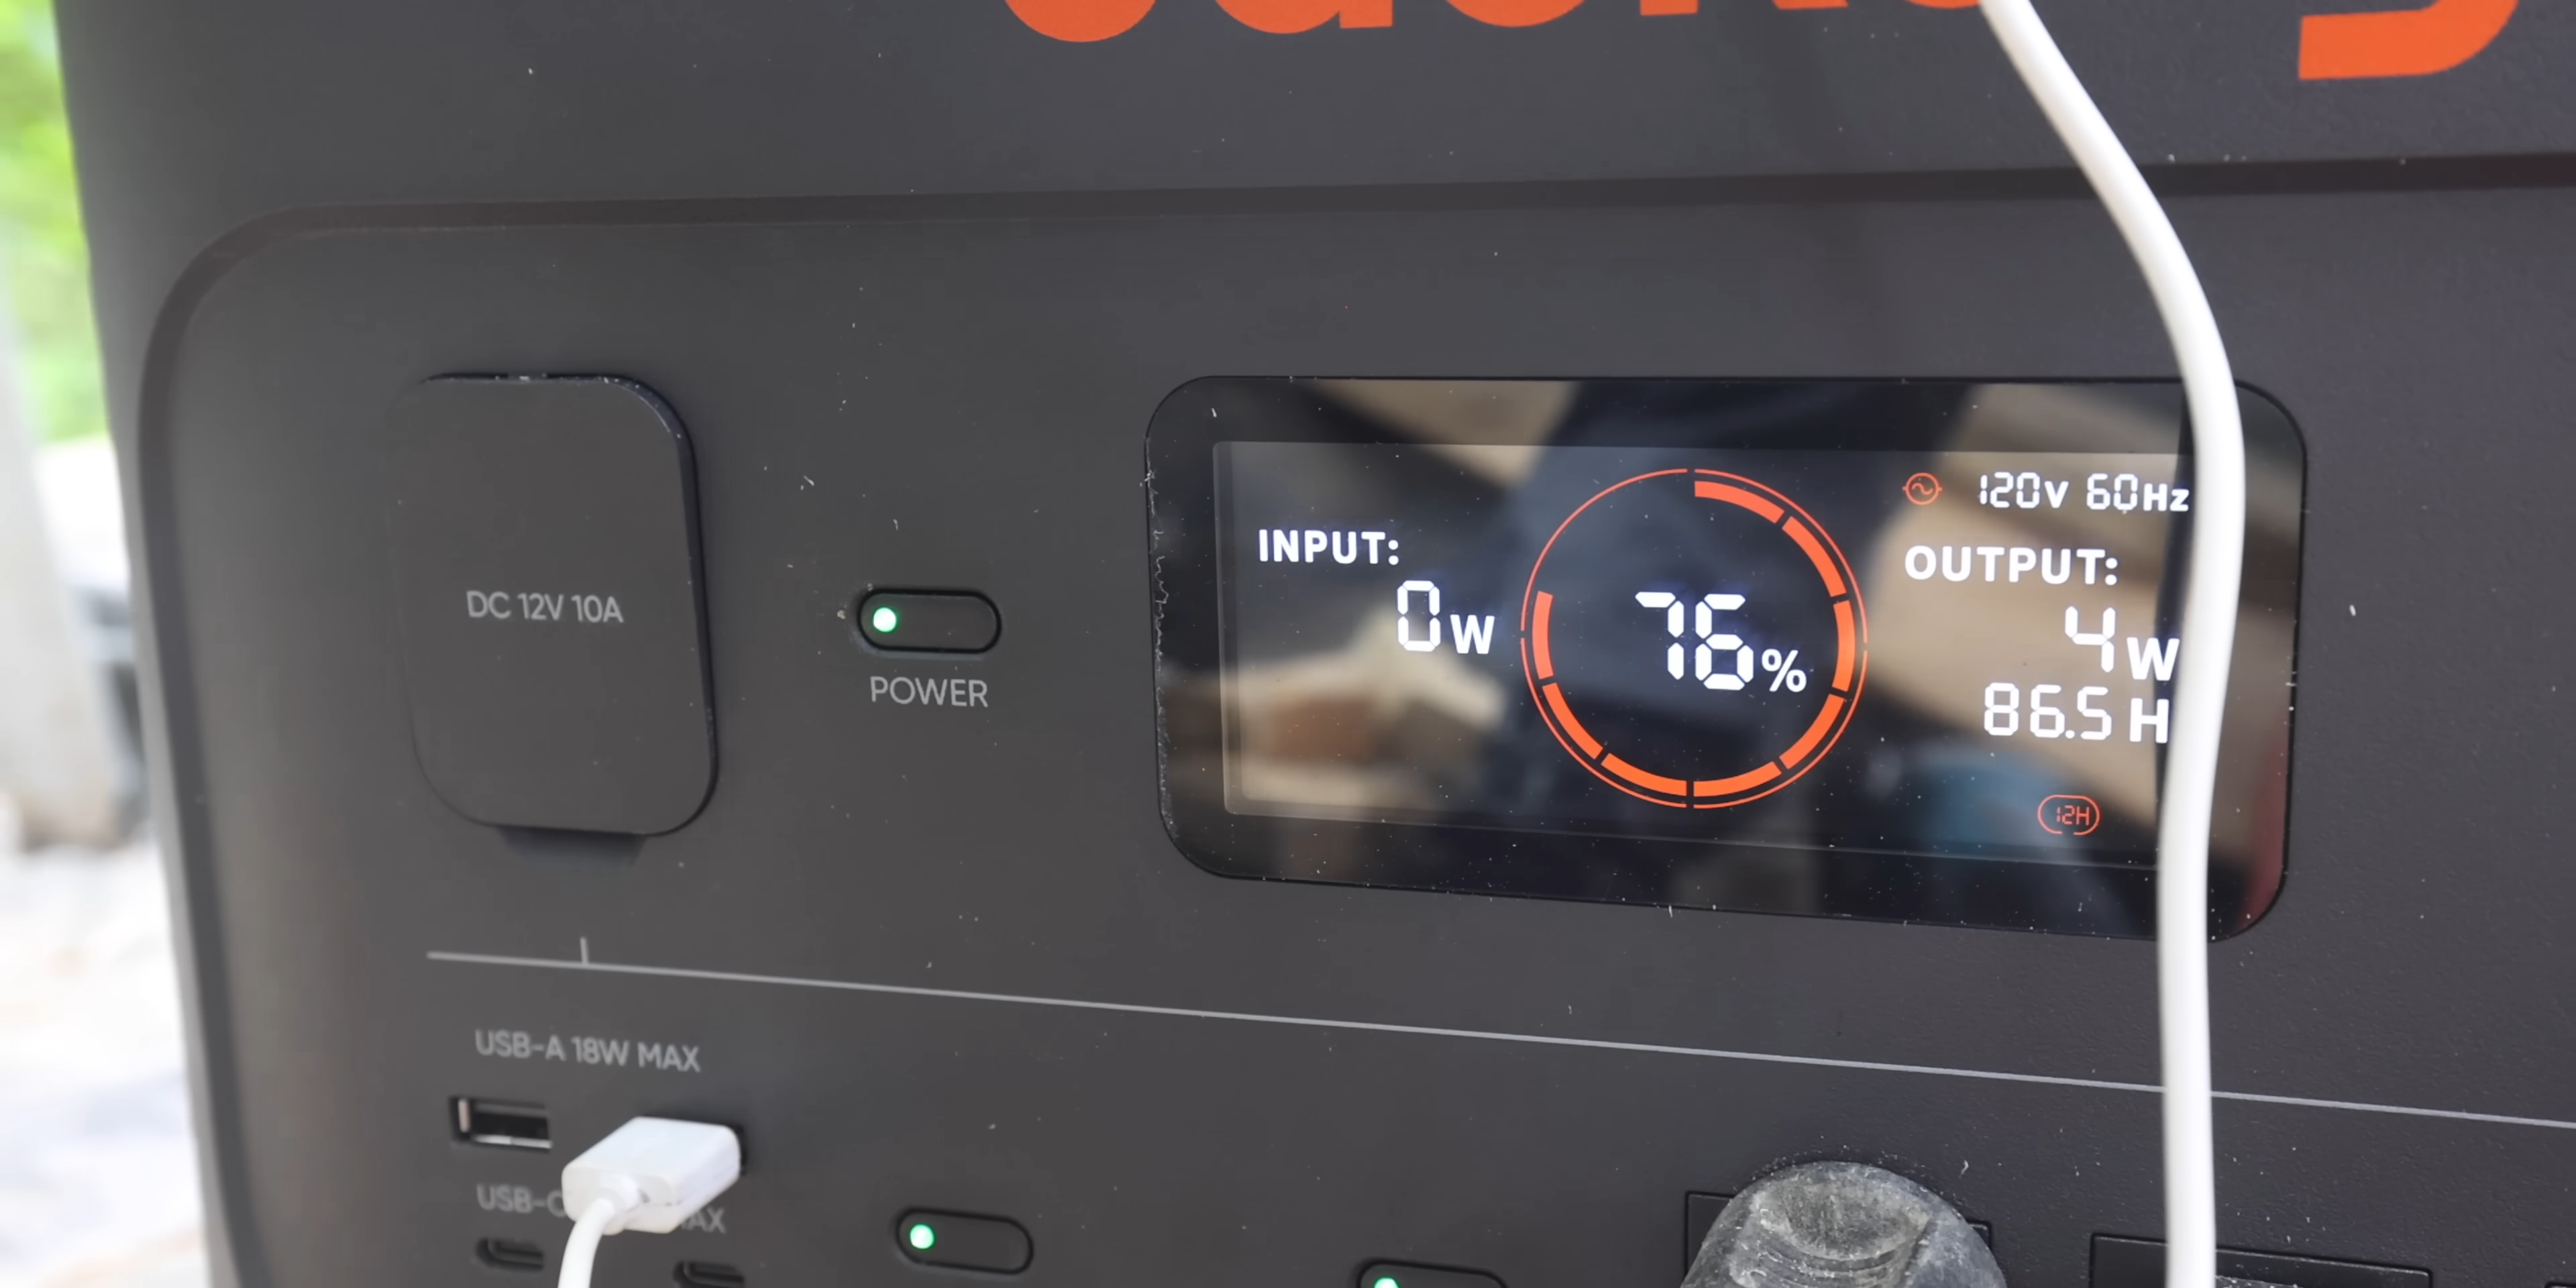 DC 12V 10A
POWER
INPUT:
0W
76%
120V 60Hz
OUTPUT:
4W
86.5 H
12H
USB-A 18W MAX
USB-C